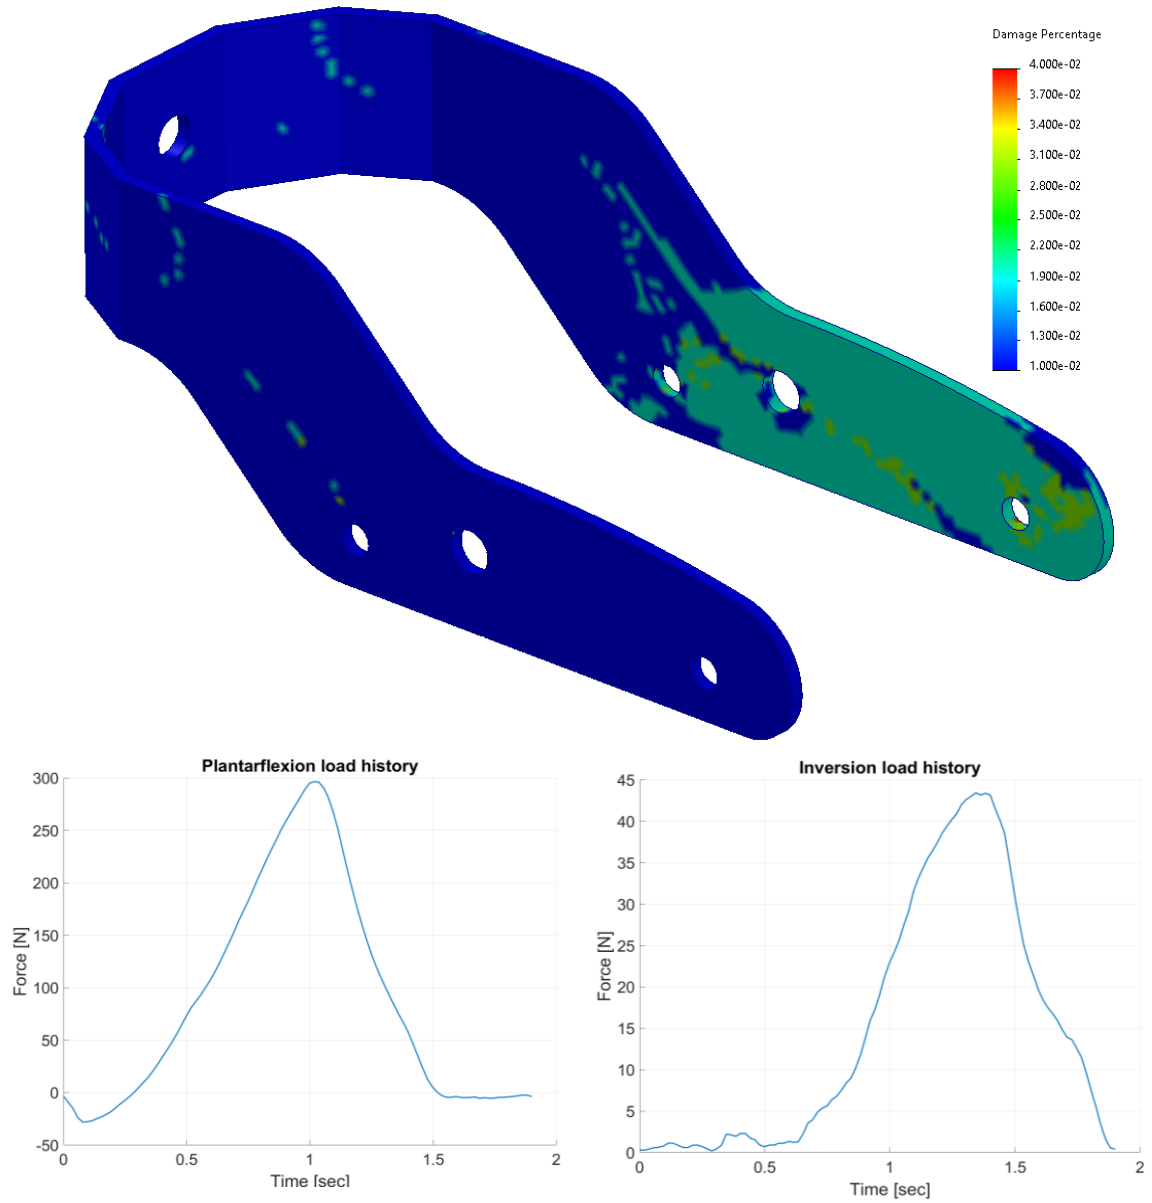 Damage Percentage
4.000e-02
3.700e-02
3.400e-02
3.100e-02
2.800e-02
2.500e-02
2.200e-02
1.900e-02
1.600e-02
1.300e-02
1.000e-02
Plantarflexion load history
300
250
200
150
100
50
0
-50
Force [N]
0 0.5 1 1.5 2
Time [sec]
Inversion load history
45
40
35
30
25
20
15
10
5
0
Force [N]
0 0.5 1 1.5 2
Time [sec]